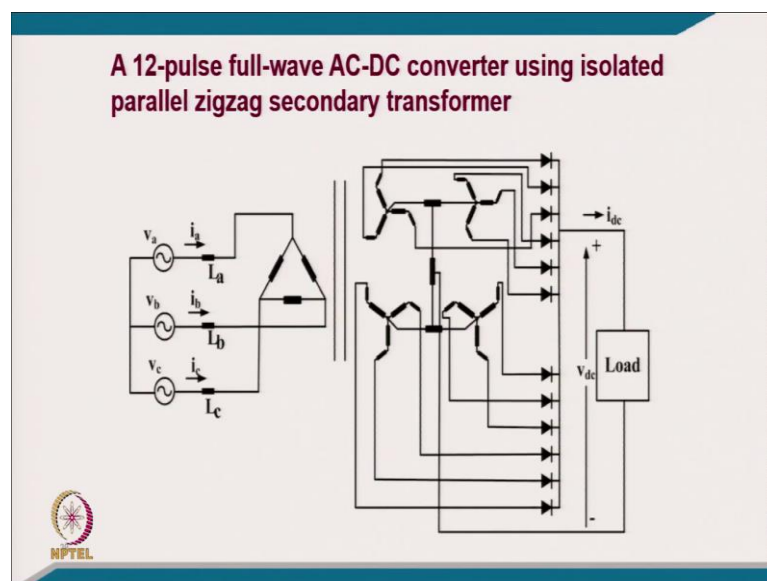 A 12-pulse full-wave AC-DC converter using isolated
parallel zigzag secondary transformer
va
ia
La
vb
ib
Lb
vc
ic
Lc
idc
+
vdc
Load
-
NPTEL